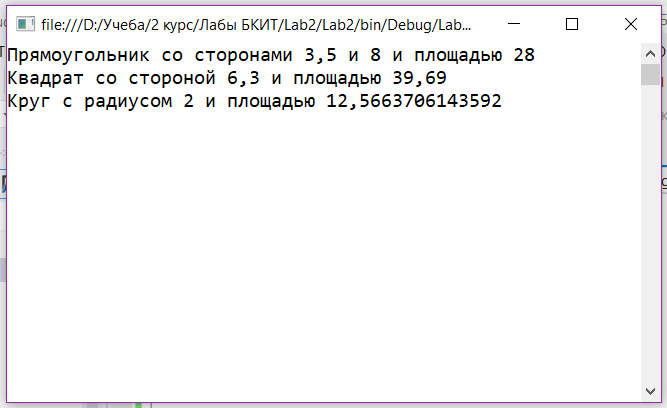 file:///D:/Учеба/2 курс/Лабы БКИТ/Lab2/Lab2/bin/Debug/Lab...
Прямоугольник со сторонами 3,5 и 8 и площадью 28
Квадрат со стороной 6,3 и площадью 39,69
Круг с радиусом 2 и площадью 12,5663706143592